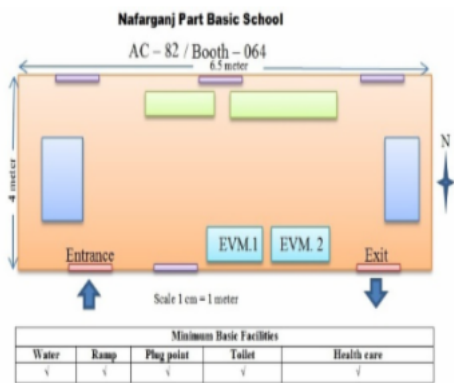 Nafarganj Part Basic School
AC – 82 / Booth – 064
6.5 meter
4 meter
N
EVM.1 EVM. 2
Entrance Exit
Scale 1 cm = 1 meter
Minimum Basic Facilities
Water Ramp Plug point Toilet Health care
√ √ √ √ √